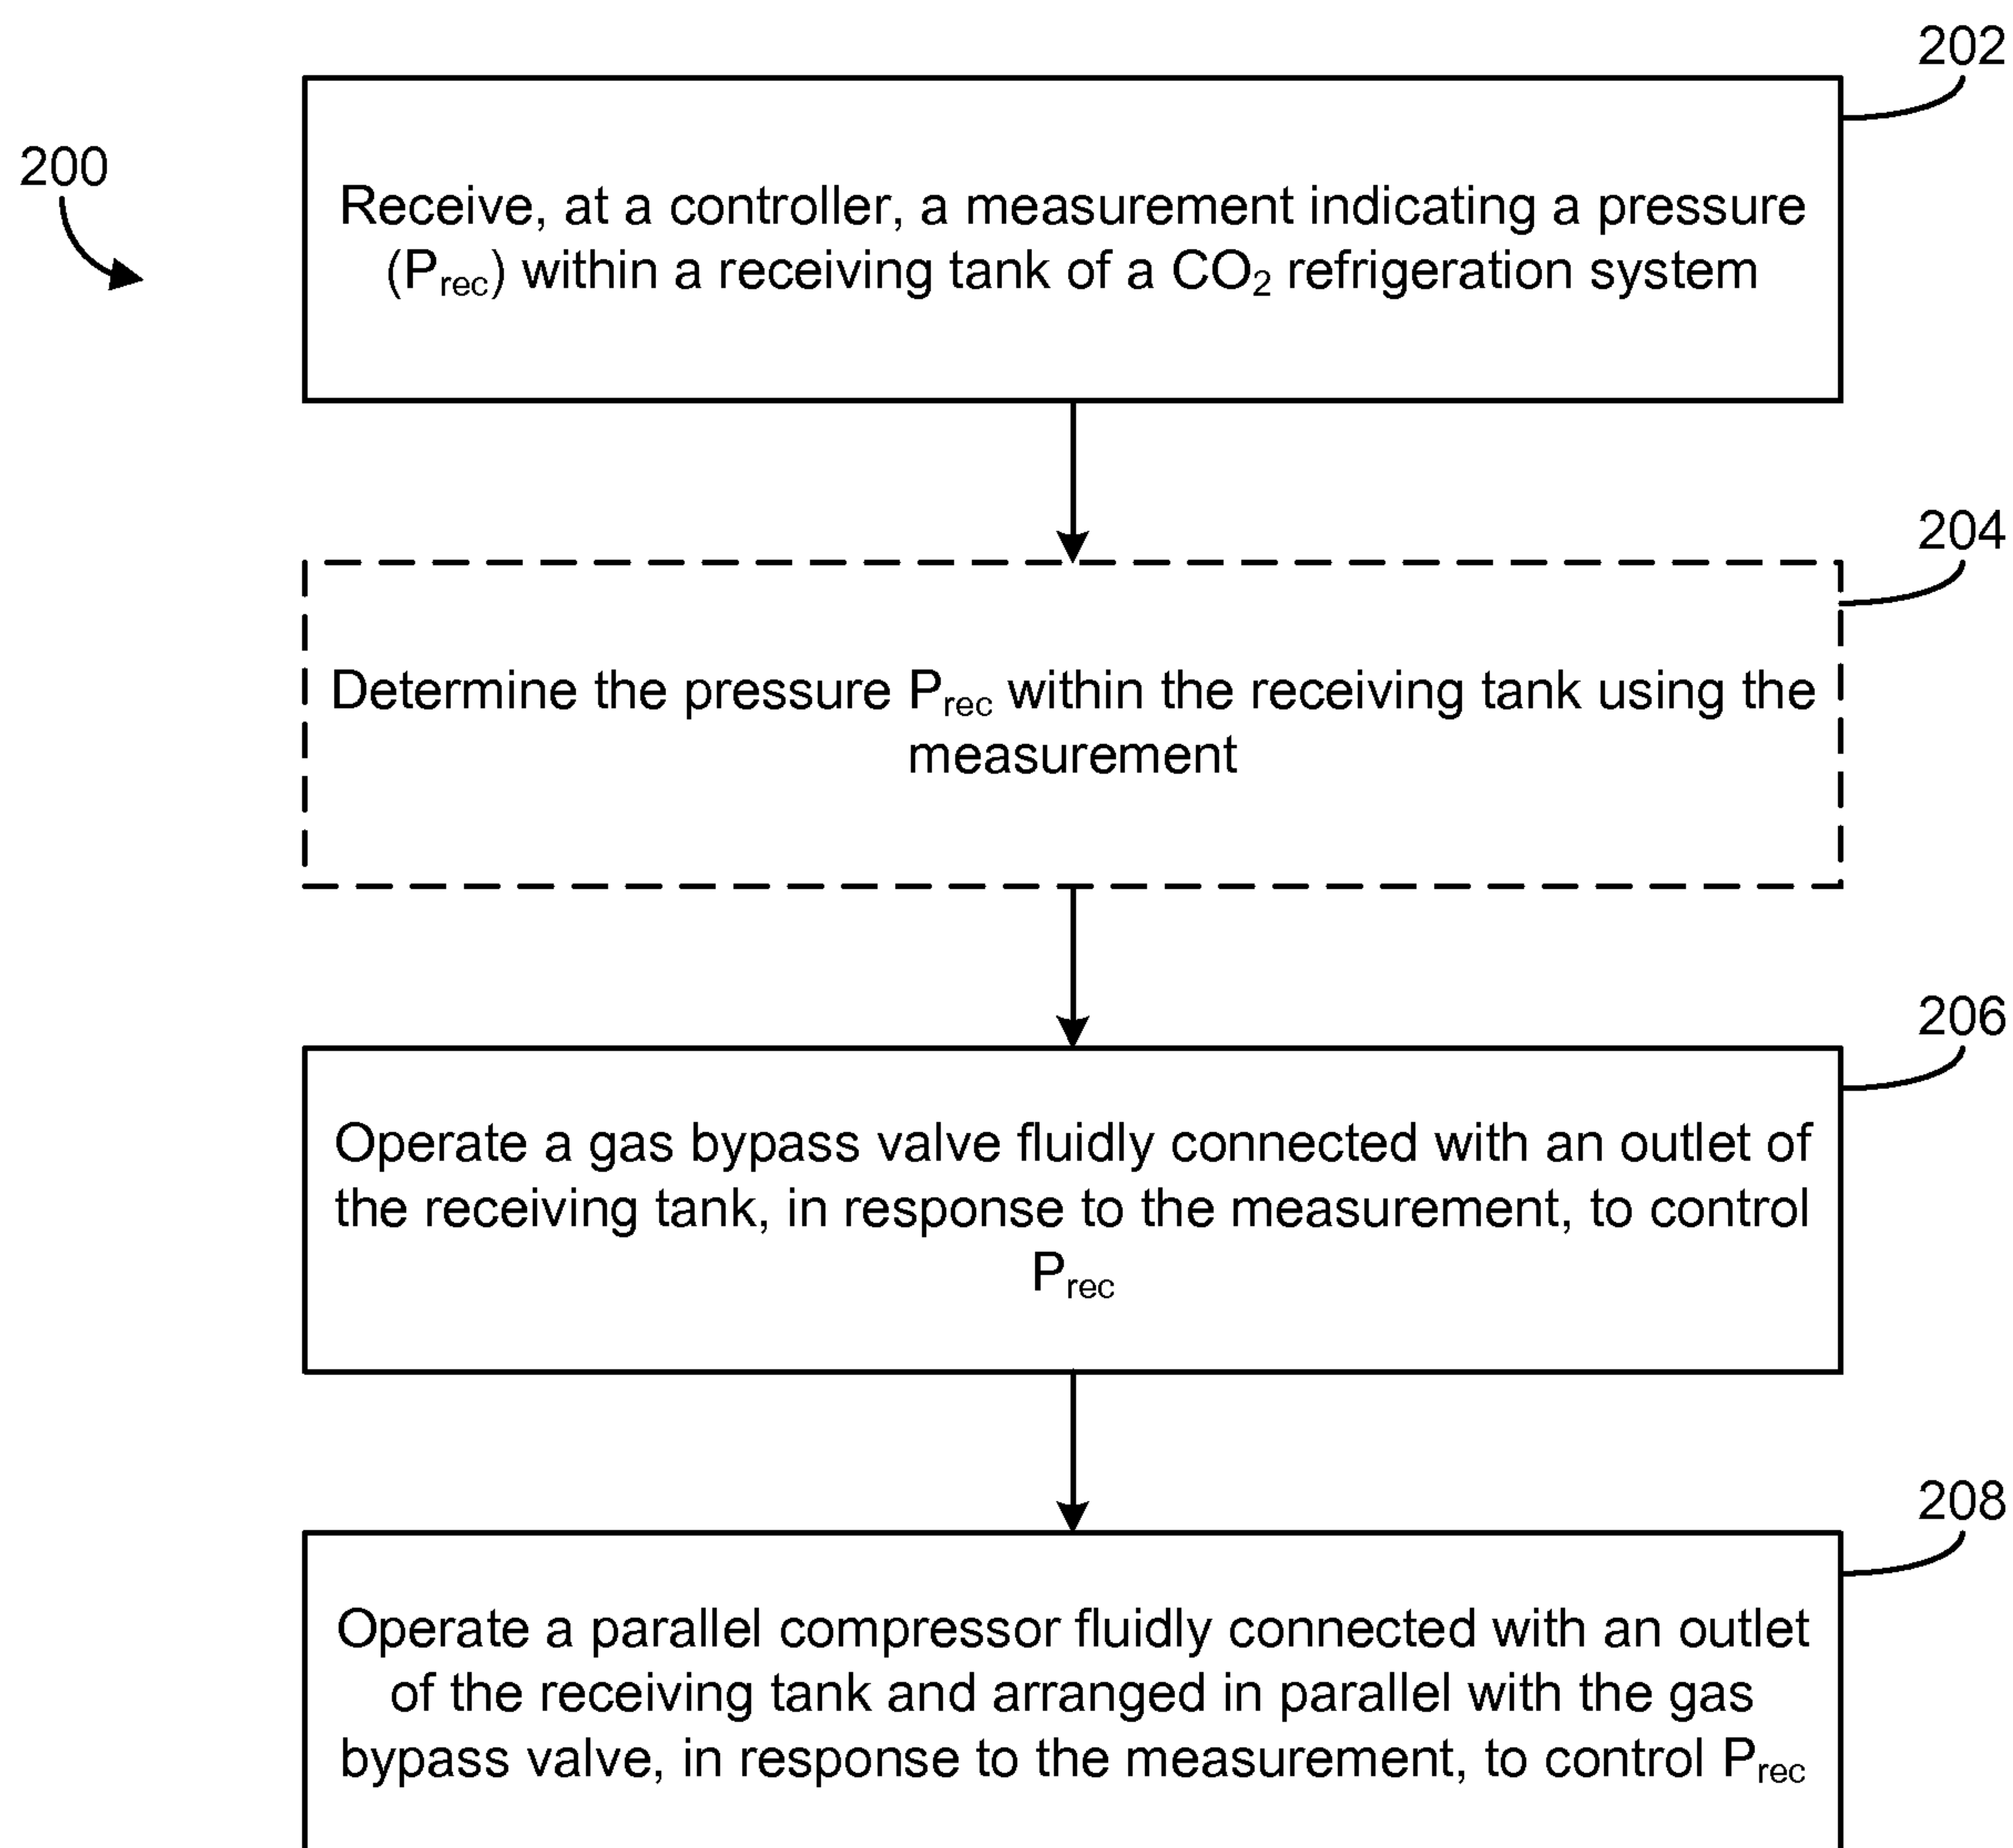 202
200
Receive, at a controller, a measurement indicating a pressure
(Prec) within a receiving tank of a CO2 refrigeration system
204
Determine the pressure Prec within the receiving tank using the
measurement
206
Operate a gas bypass valve fluidly connected with an outlet of
the receiving tank, in response to the measurement, to control
Prec
208
Operate a parallel compressor fluidly connected with an outlet
of the receiving tank and arranged in parallel with the gas
bypass valve, in response to the measurement, to control Prec